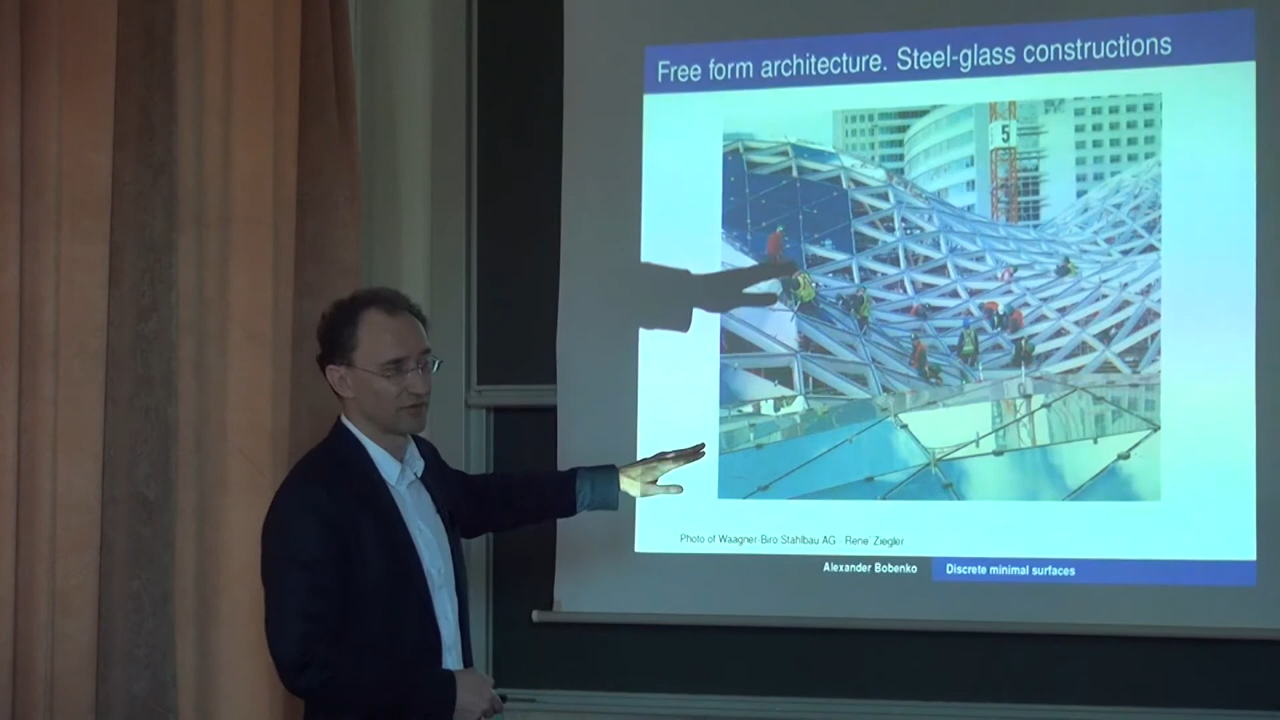 Free form architecture. Steel-glass constructions
5
Photo of Waagner-Biro Stahlbau AG - Rene´ Ziegler
Alexander Bobenko
Discrete minimal surfaces